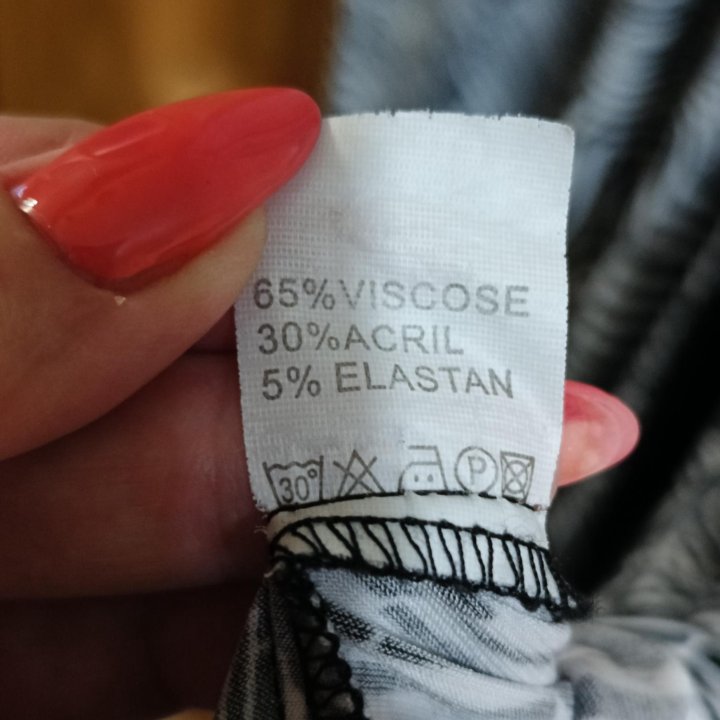 65%VISCOSE
30%ACRIL
5% ELASTAN
30° P